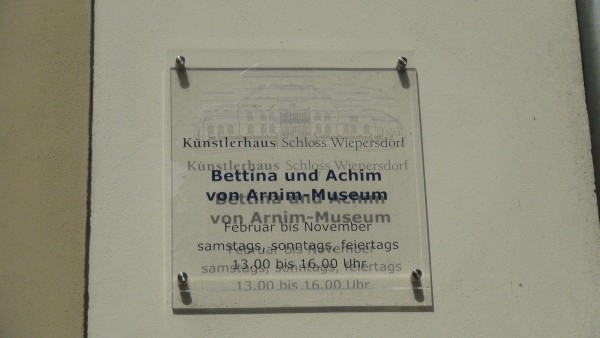 Künstlerhaus Schloss Wiepersdorf
Bettina und Achim
von Arnim-Museum
Februar bis November
samstags, sonntags, feiertags
13.00 bis 16.00 Uhr